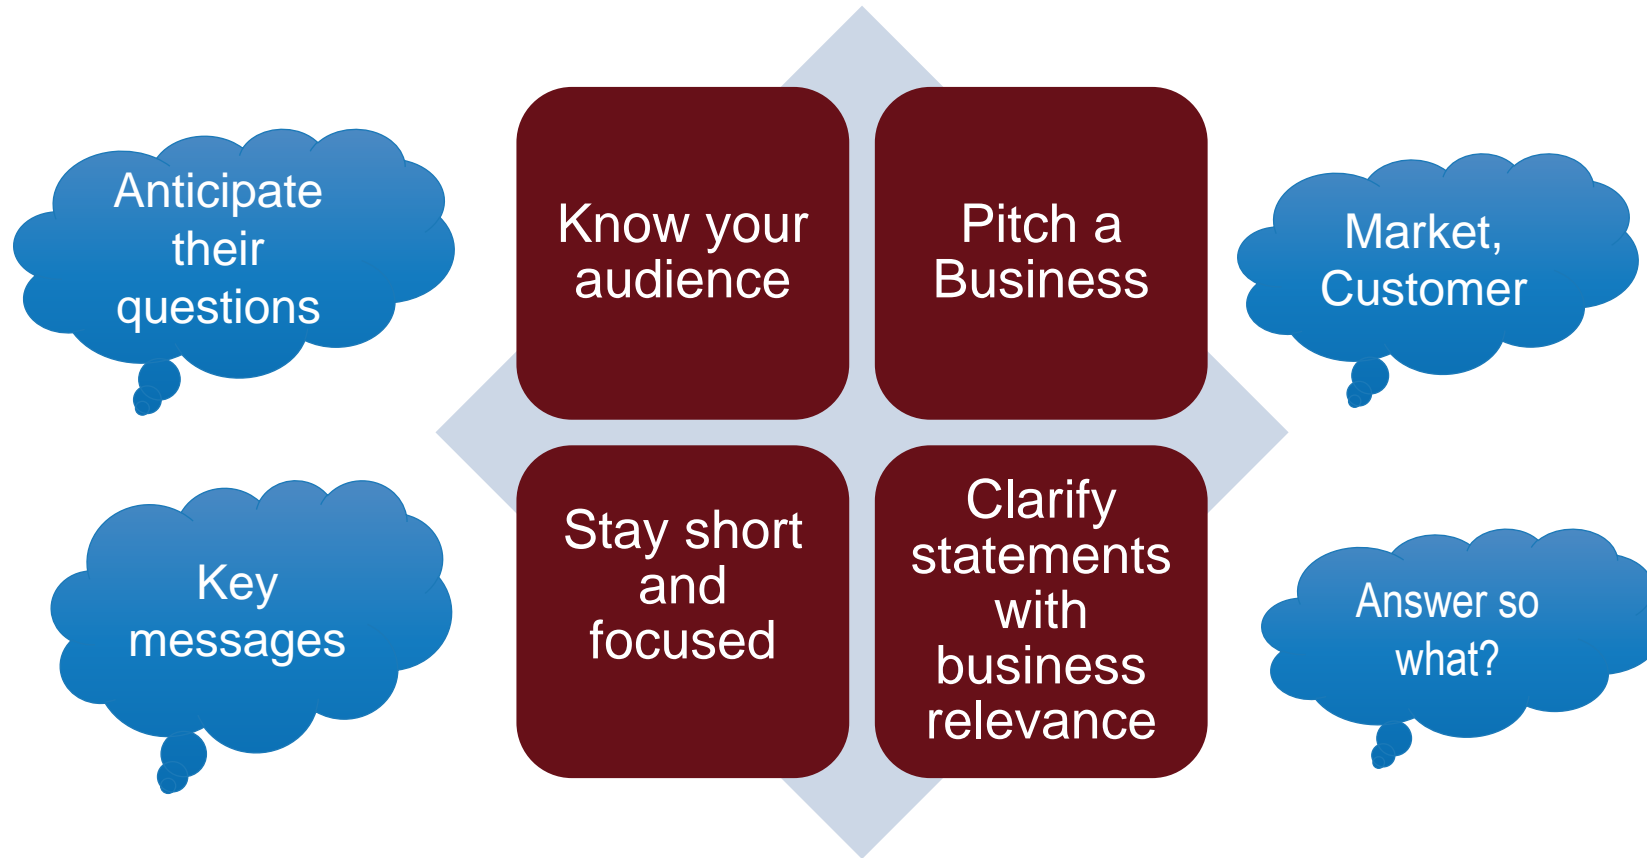 Anticipate
their
questions
Know your
audience
Pitch a
Business
Market,
Customer
Key
messages
Stay short
and
focused
Clarify
statements
with
business
relevance
Answer so
what?